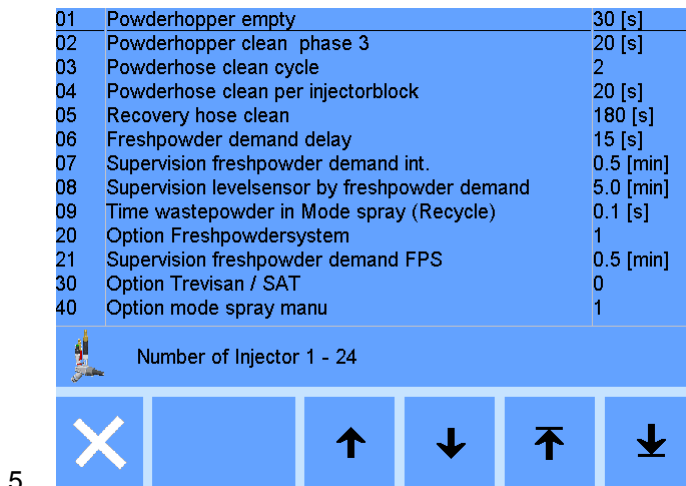 01 Powderhopper empty 30 [s]
02 Powderhopper clean phase 3 20 [s]
03 Powderhose clean cycle 2
04 Powderhose clean per injectorblock 20 [s]
05 Recovery hose clean 180 [s]
06 Freshpowder demand delay 15 [s]
07 Supervision freshpowder demand int. 0.5 [min]
08 Supervision levelsensor by freshpowder demand 5.0 [min]
09 Time wastepowder in Mode spray (Recycle) 0.1 [s]
20 Option Freshpowdersystem 1
21 Supervision freshpowder demand FPS 0.5 [min]
30 Option Trevisan / SAT 0
40 Option mode spray manu 1
Number of Injector 1 - 24
5